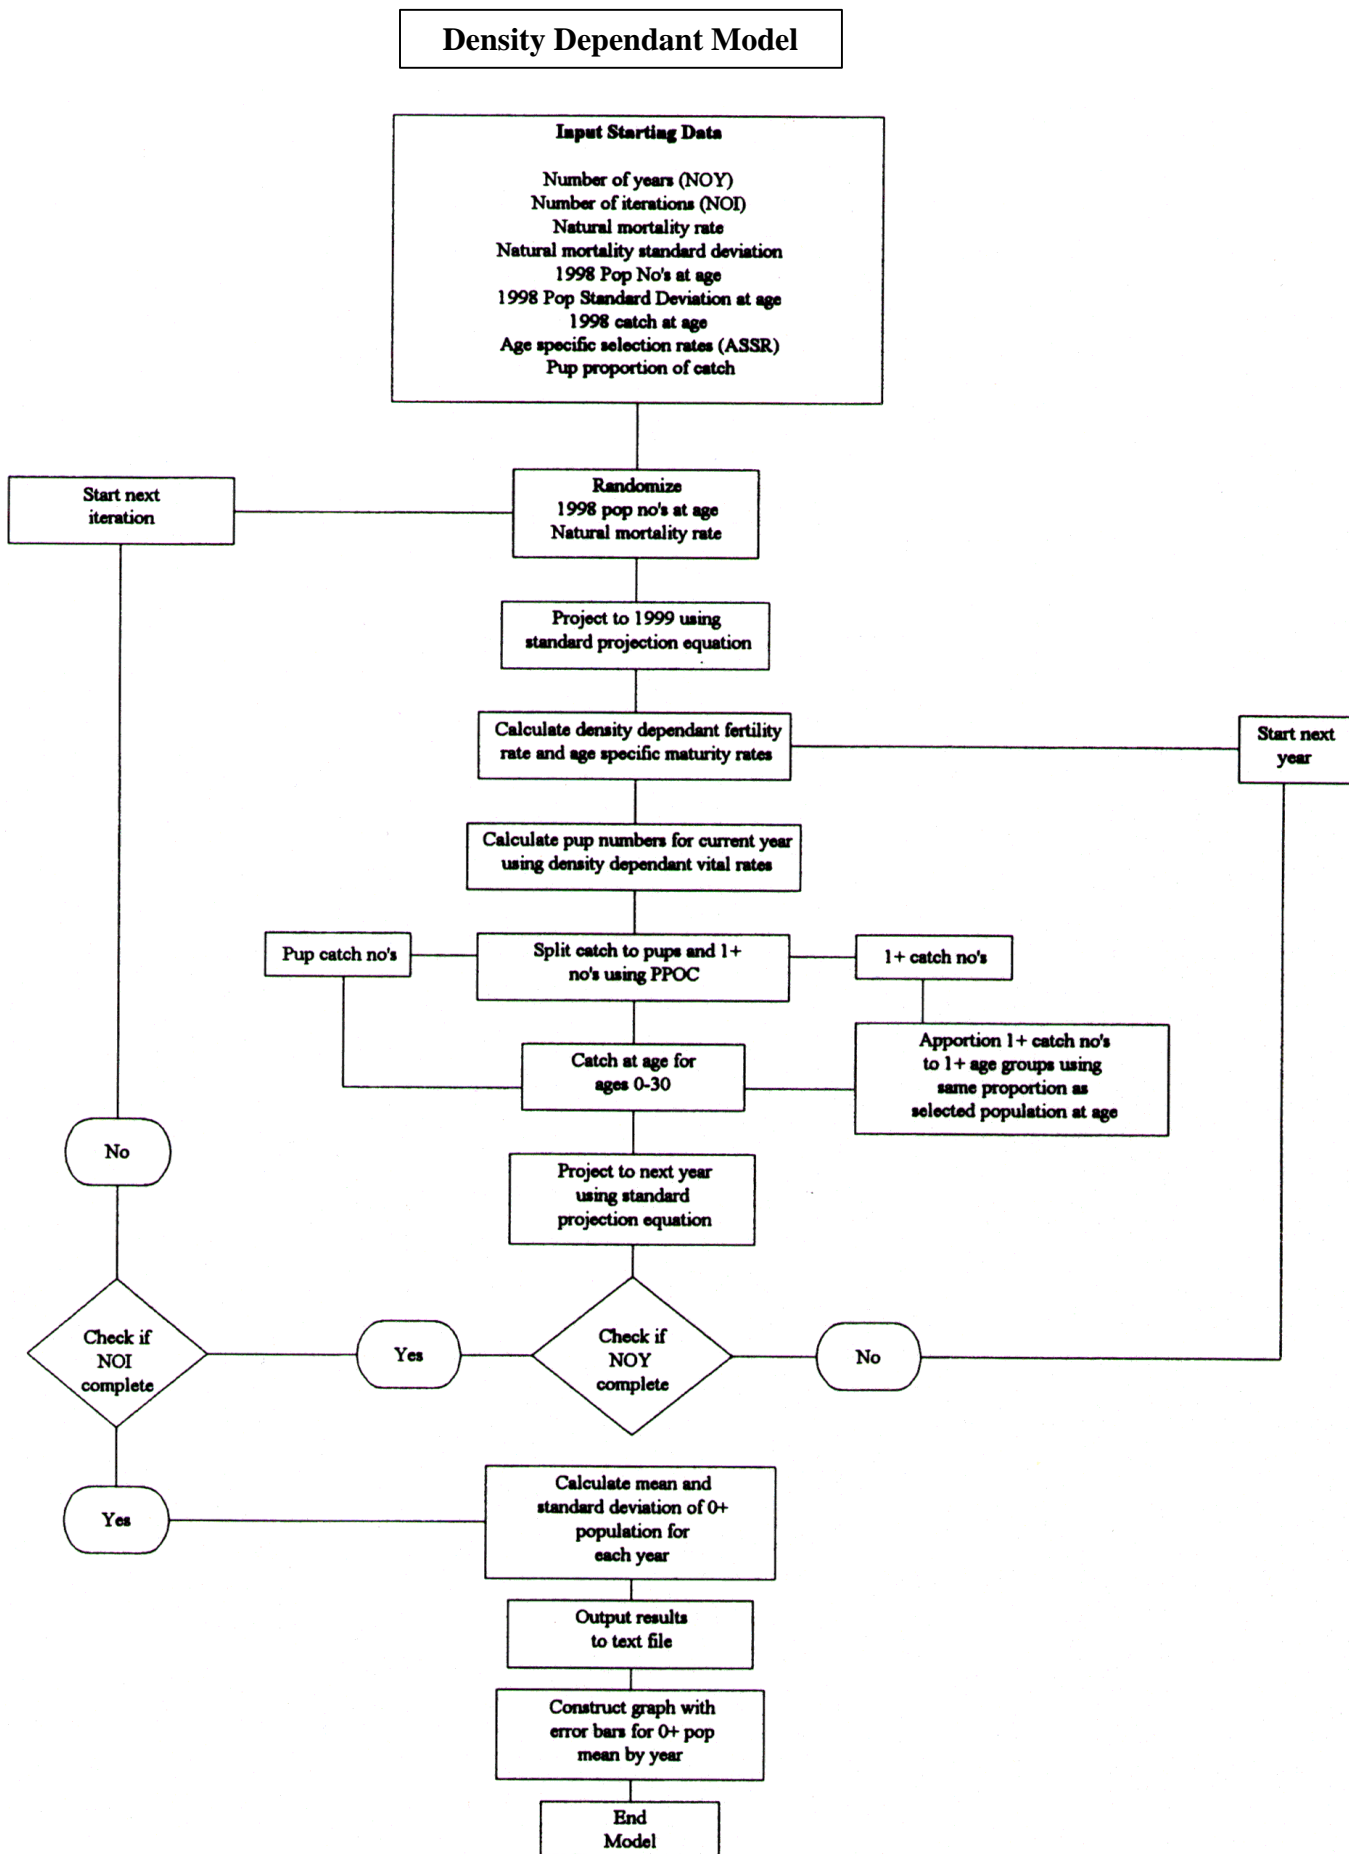 Density Dependant Model
Input Starting Data
Number of years (NOY)
Number of iterations (NOI)
Natural mortality rate
Natural mortality standard deviation
1998 Pop No's at age
1998 Pop Standard Deviation at age
1998 catch at age
Age specific selection rates (ASSR)
Pup proportion of catch
Start next
iteration
Randomize
1998 pop no's at age
Natural mortality rate
Project to 1999 using
standard projection equation
Calculate density dependant fertility
rate and age specific maturity rates
Start next
year
Calculate pup numbers for current year
using density dependant vital rates
Pup catch no's
Split catch to pups and 1+
no's using PPOC
1+ catch no's
Catch at age for
ages 0-30
Apportion 1+ catch no's
to 1+ age groups using
same proportion as
selected population at age
No
Project to next year
using standard
projection equation
Check if
NOI
complete
Yes
Check if
NOY
complete
No
Yes
Calculate mean and
standard deviation of 0+
population for
each year
Output results
to text file
Construct graph with
error bars for 0+ pop
mean by year
End
Model